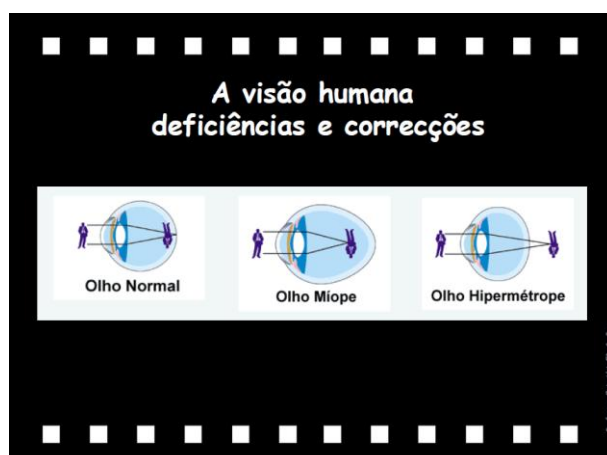 A visão humana
deficiências e correcções
Olho Normal
Olho Míope
Olho Hipermétrope